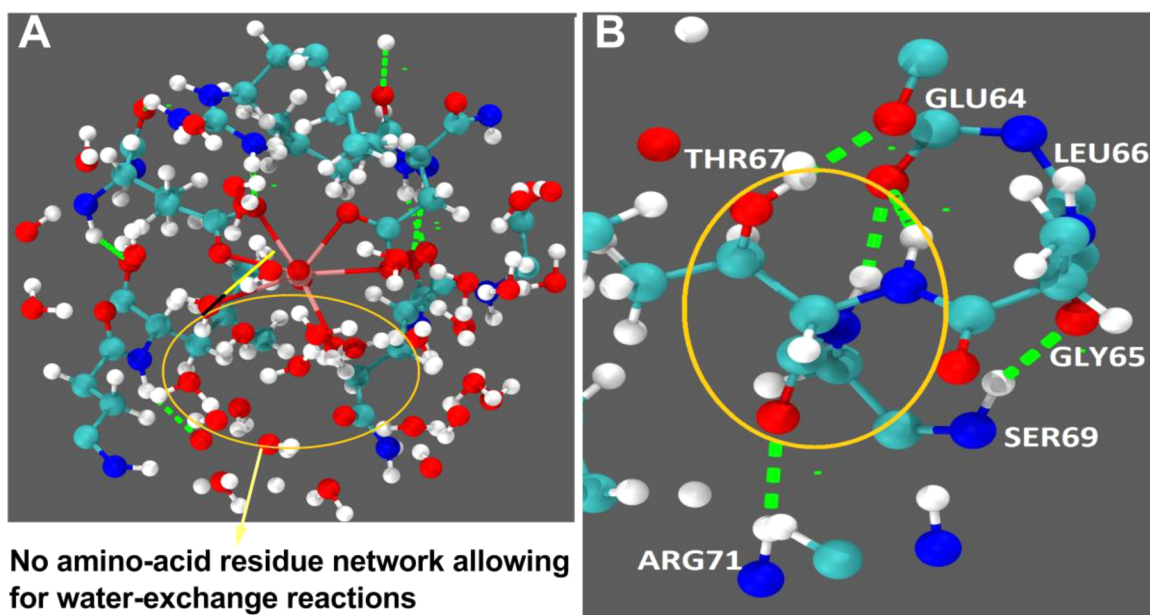 A
B
GLU64
THR67
LEU66
GLY65
SER69
ARG71
No amino-acid residue network allowing
for water-exchange reactions